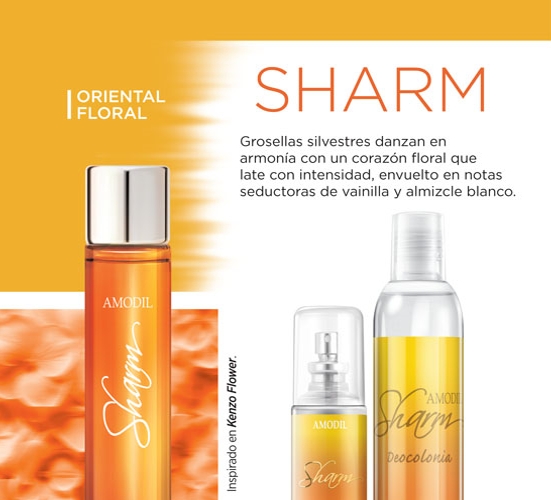 ORIENTAL
FLORAL
SHARM
Grosellas silvestres danzan en
armonía con un corazón floral que
late con intensidad, envuelto en notas
seductoras de vainilla y almizcle blanco.
AMODIL
Sharm
Inspirado en Kenzo Flower.
AMODIL
Sharm
AMODIL
Sharm
Deocolonia